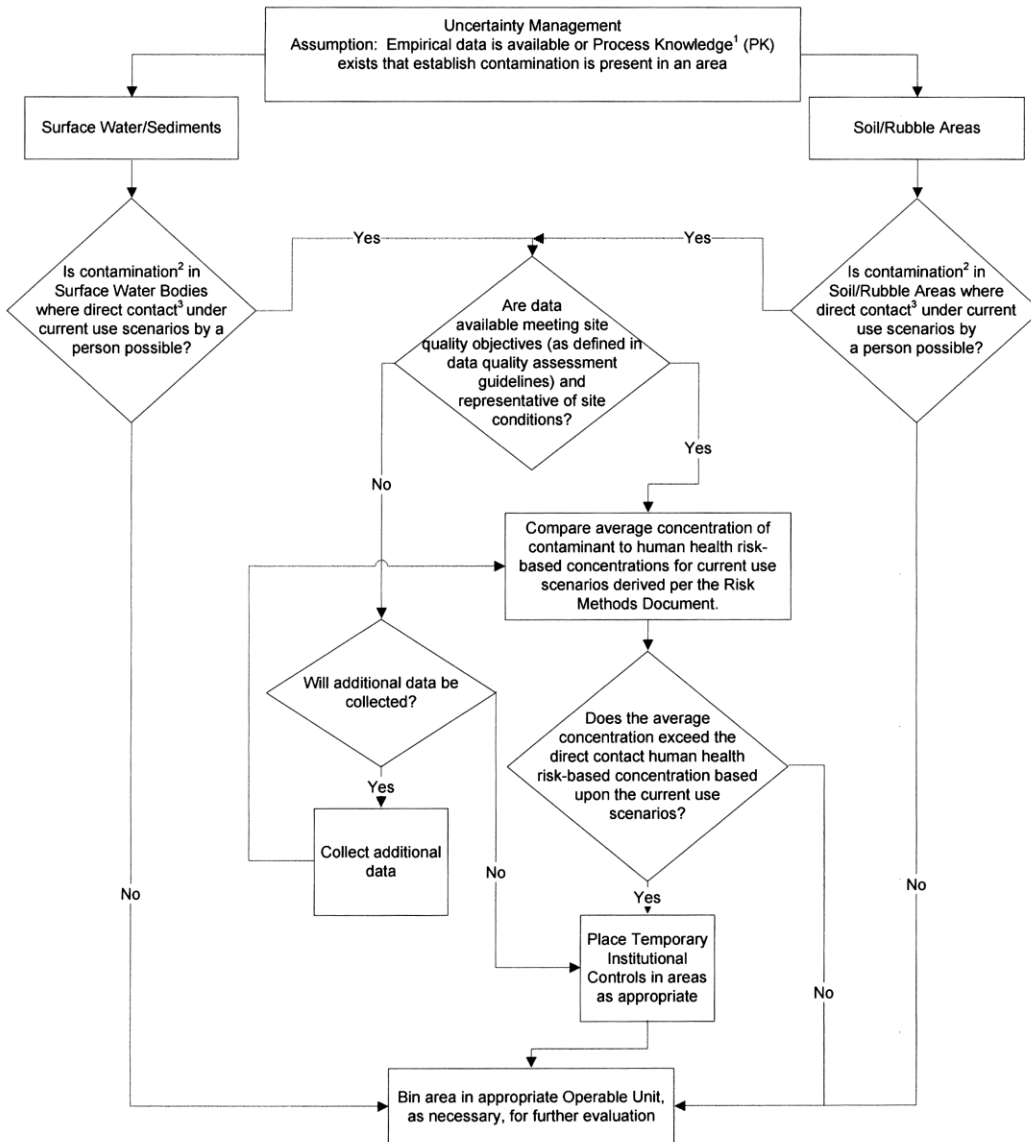 Uncertainty Management
Assumption:  Empirical data is available or Process Knowledge¹ (PK)
exists that establish contamination is present in an area
Surface Water/Sediments
Soil/Rubble Areas
Is contamination² in
Surface Water Bodies
where direct contact³ under
current use scenarios by a
person possible?
Yes
Yes
Is contamination² in
Soil/Rubble Areas where
direct contact³ under current
use scenarios by
a person possible?
Are data
available meeting site
quality objectives (as defined in
data quality assessment
guidelines) and
representative of site
conditions?
Yes
No
Compare average concentration of
contaminant to human health risk-
based concentrations for current use
scenarios derived per the Risk
Methods Document.
Will additional data be
collected?
Does the average
concentration exceed the
direct contact human health
risk-based concentration based
upon the current use
scenarios?
Yes
Collect additional
data
No
No
No
Yes
Place Temporary
Institutional
Controls in areas
as appropriate
No
Bin area in appropriate Operable Unit,
as necessary, for further evaluation